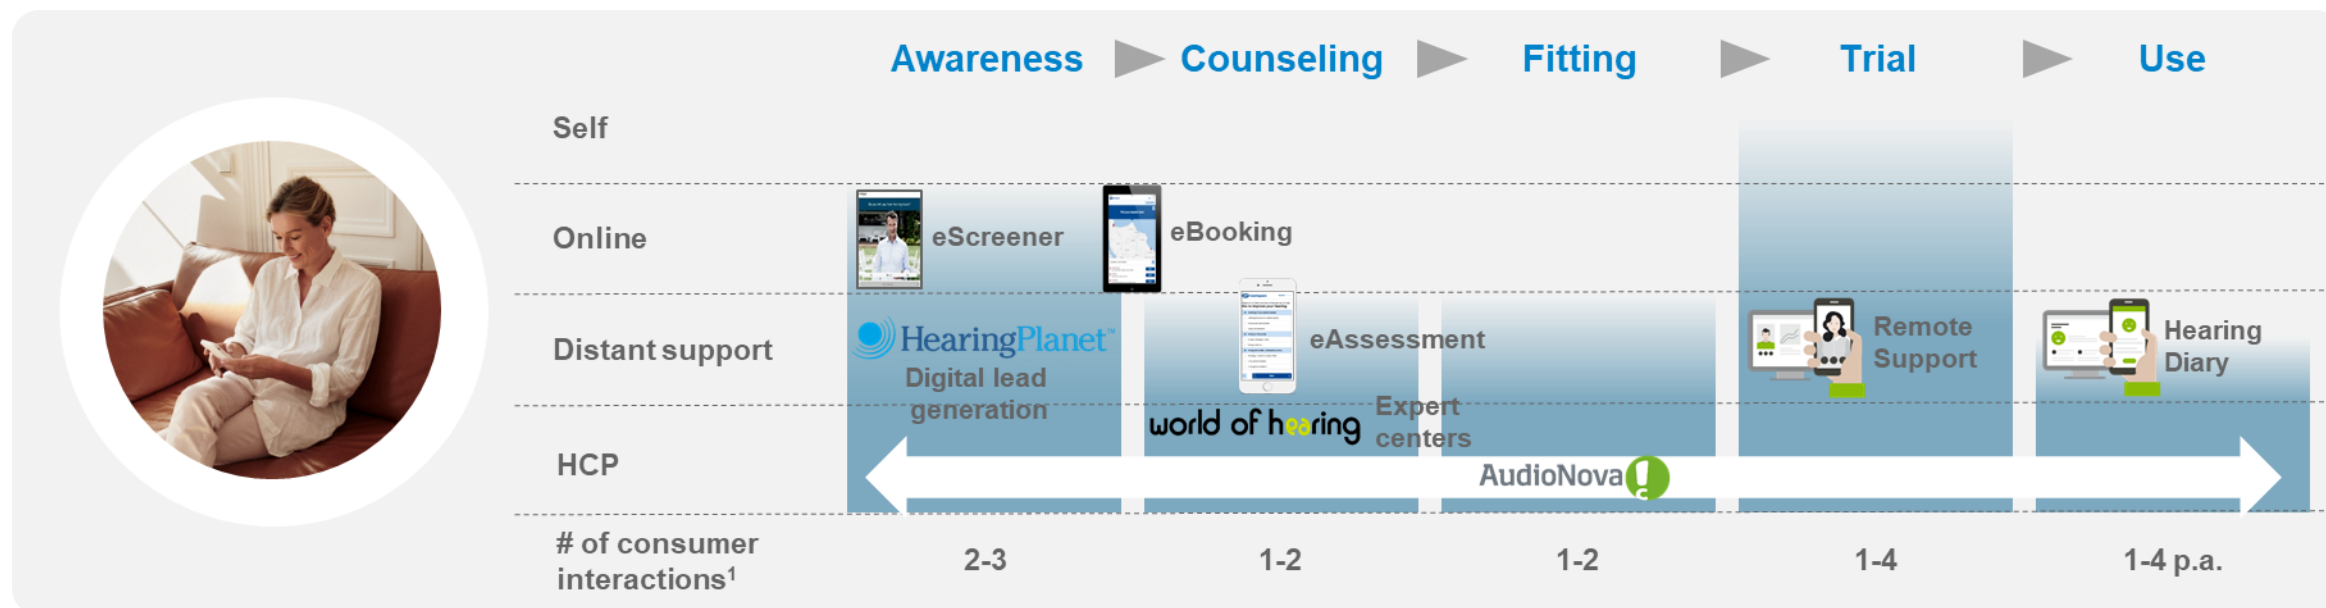 Awareness
Counseling
Fitting
Trial
Use
Self
Online
eScreener
eBooking
Distant support
HearingPlanet™
Digital lead
generation
eAssessment
Remote
Support
Hearing
Diary
HCP
world of hearing
Expert
centers
AudioNova
# of consumer
interactions¹
2-3
1-2
1-2
1-4
1-4 p.a.